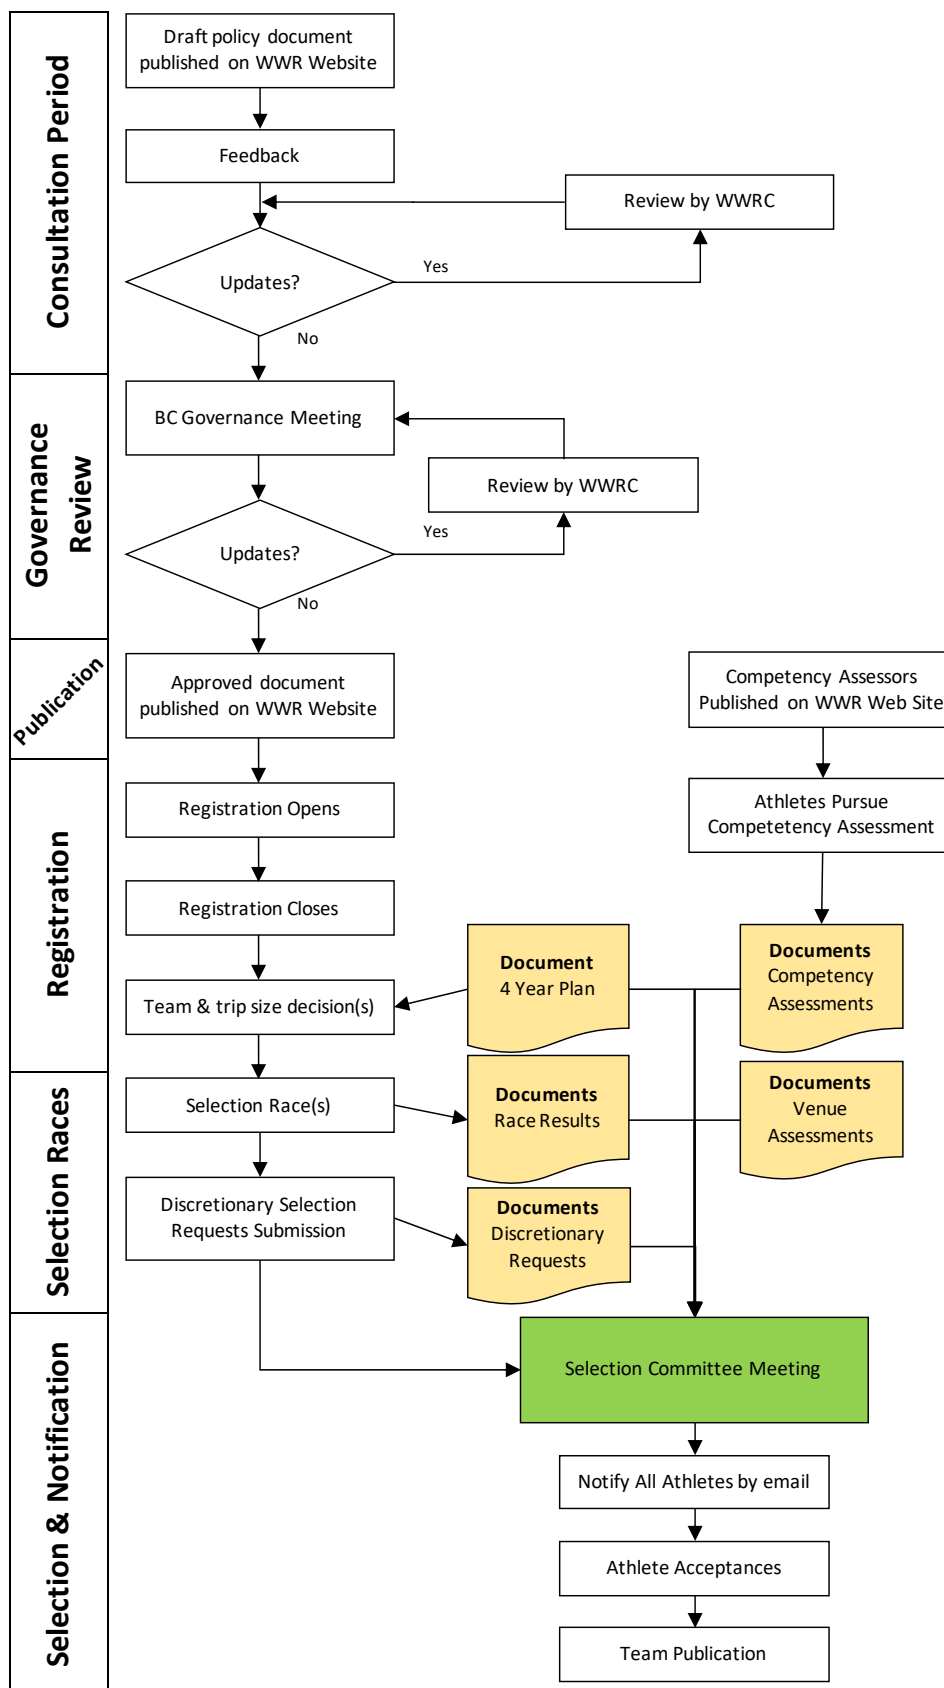 Consultation Period
Draft policy document
published on WWR Website
Feedback
Review by WWRC
Updates?
Yes
No
Governance
Review
BC Governance Meeting
Review by WWRC
Updates?
Yes
No
Publication
Approved document
published on WWR Website
Competency Assessors
Published on WWR Web Site
Registration
Registration Opens
Athletes Pursue
Competetency Assessment
Registration Closes
Team & trip size decision(s)
Document
4 Year Plan
Documents
Competency
Assessments
Selection Races
Selection Race(s)
Documents
Race Results
Documents
Venue
Assessments
Discretionary Selection
Requests Submission
Documents
Discretionary
Requests
Selection & Notification
Selection Committee Meeting
Notify All Athletes by email
Athlete Acceptances
Team Publication